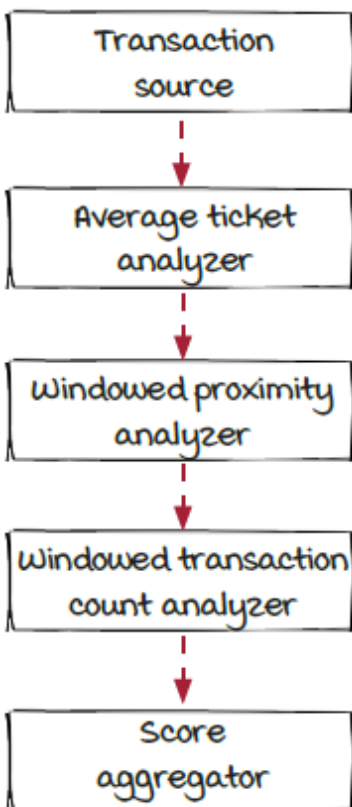 Transaction
source
Average ticket
analyzer
Windowed proximity
analyzer
Windowed transaction
count analyzer
Score
aggregator